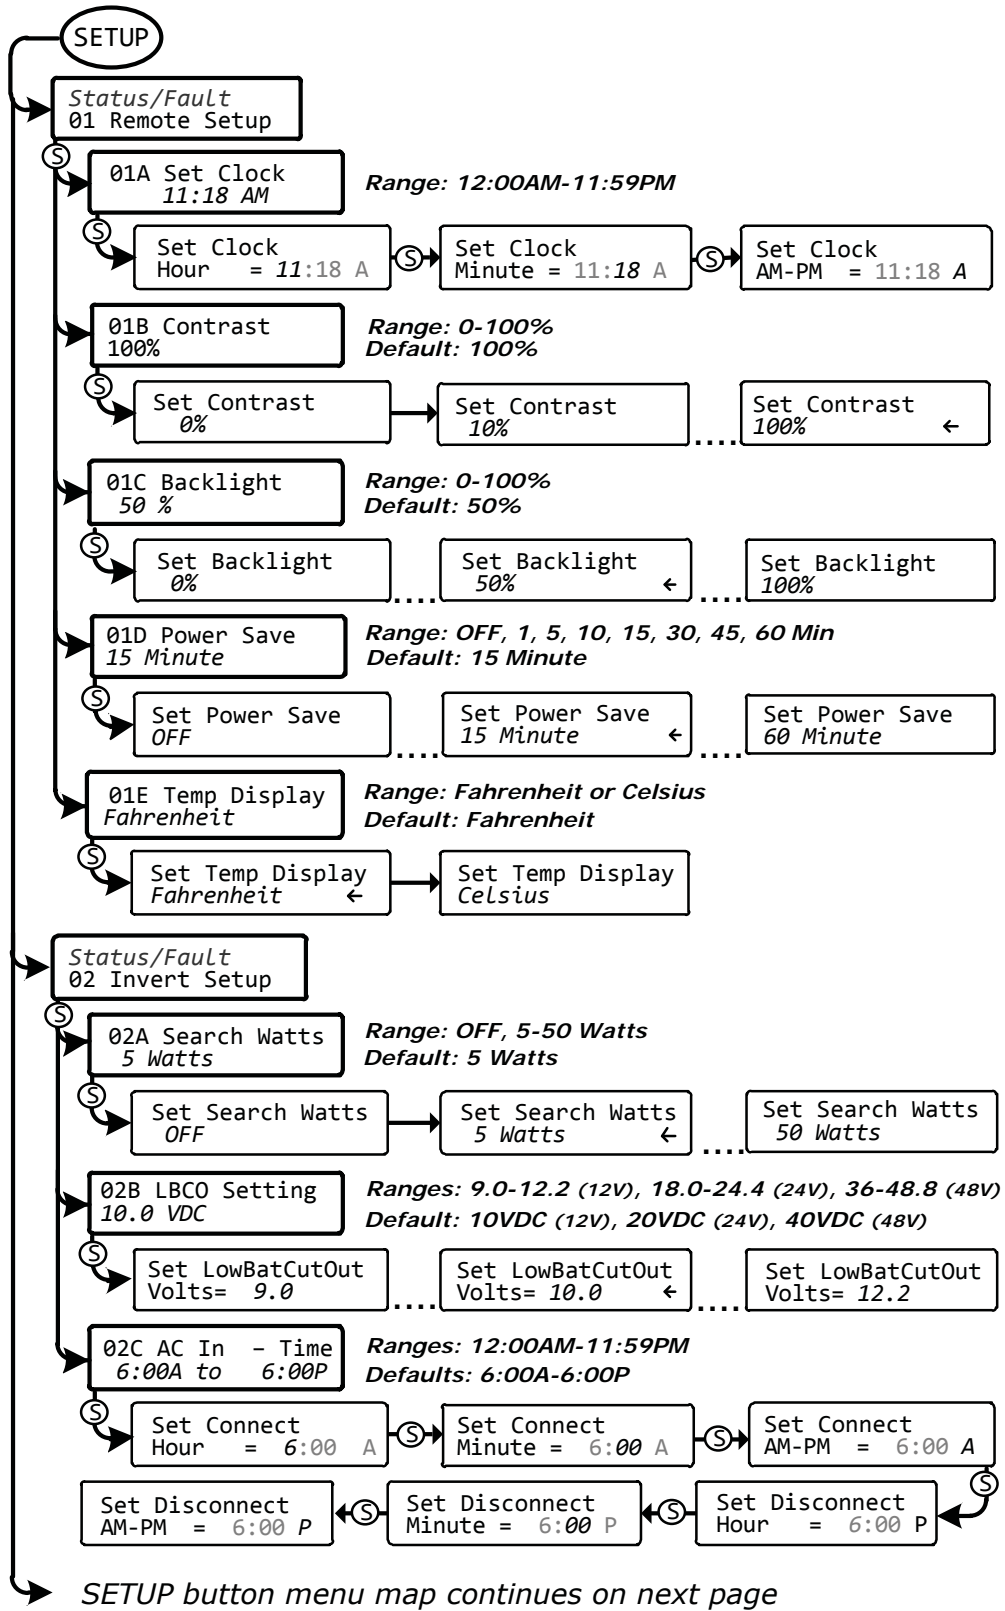 SETUP
Status/Fault
01 Remote Setup
S
01A Set Clock
11:18 AM
Range: 12:00AM-11:59PM
S
Set Clock
Hour = 11:18 A
S
Set Clock
Minute = 11:18 A
S
Set Clock
AM-PM = 11:18 A
01B Contrast
100%
Range: 0-100%
Default: 100%
S
Set Contrast
0%
Set Contrast
10%
....
Set Contrast
100% ←
01C Backlight
50 %
Range: 0-100%
Default: 50%
S
Set Backlight
0%
....
Set Backlight
50% ←
....
Set Backlight
100%
01D Power Save
15 Minute
Range: OFF, 1, 5, 10, 15, 30, 45, 60 Min
Default: 15 Minute
S
Set Power Save
OFF
....
Set Power Save
15 Minute ←
....
Set Power Save
60 Minute
01E Temp Display
Fahrenheit
Range: Fahrenheit or Celsius
Default: Fahrenheit
S
Set Temp Display
Fahrenheit ←
Set Temp Display
Celsius
Status/Fault
02 Invert Setup
S
02A Search Watts
5 Watts
Range: OFF, 5-50 Watts
Default: 5 Watts
S
Set Search Watts
OFF
Set Search Watts
5 Watts ←
....
Set Search Watts
50 Watts
02B LBCO Setting
10.0 VDC
Ranges: 9.0-12.2 (12V), 18.0-24.4 (24V), 36-48.8 (48V)
Default: 10VDC (12V), 20VDC (24V), 40VDC (48V)
S
Set LowBatCutOut
Volts= 9.0
....
Set LowBatCutOut
Volts= 10.0 ←
....
Set LowBatCutOut
Volts= 12.2
02C AC In – Time
6:00A to 6:00P
Ranges: 12:00AM-11:59PM
Defaults: 6:00A-6:00P
S
Set Connect
Hour = 6:00 A
S
Set Connect
Minute = 6:00 A
S
Set Connect
AM-PM = 6:00 A
S
Set Disconnect
Hour = 6:00 P
S
Set Disconnect
Minute = 6:00 P
S
Set Disconnect
AM-PM = 6:00 P
SETUP button menu map continues on next page